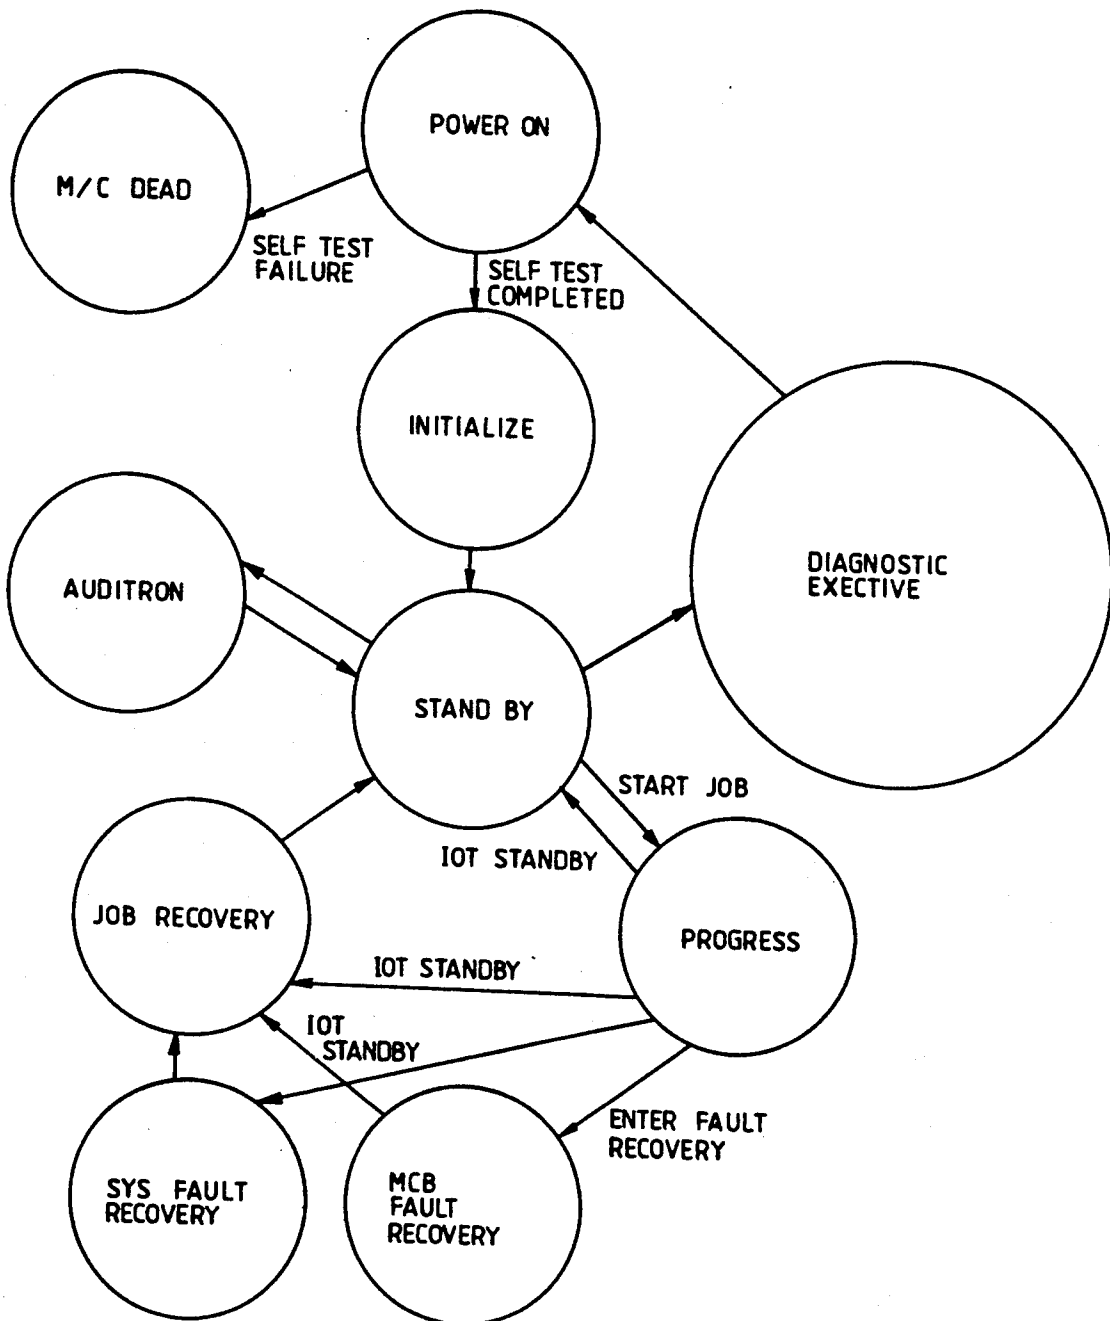 POWER ON
M/C DEAD
SELF TEST
FAILURE
SELF TEST
COMPLETED
INITIALIZE
DIAGNOSTIC
EXECTIVE
AUDITRON
STAND BY
START JOB
IOT STANDBY
JOB RECOVERY
PROGRESS
IOT STANDBY
IOT
STANDBY
ENTER FAULT
RECOVERY
SYS FAULT
RECOVERY
MCB
FAULT
RECOVERY